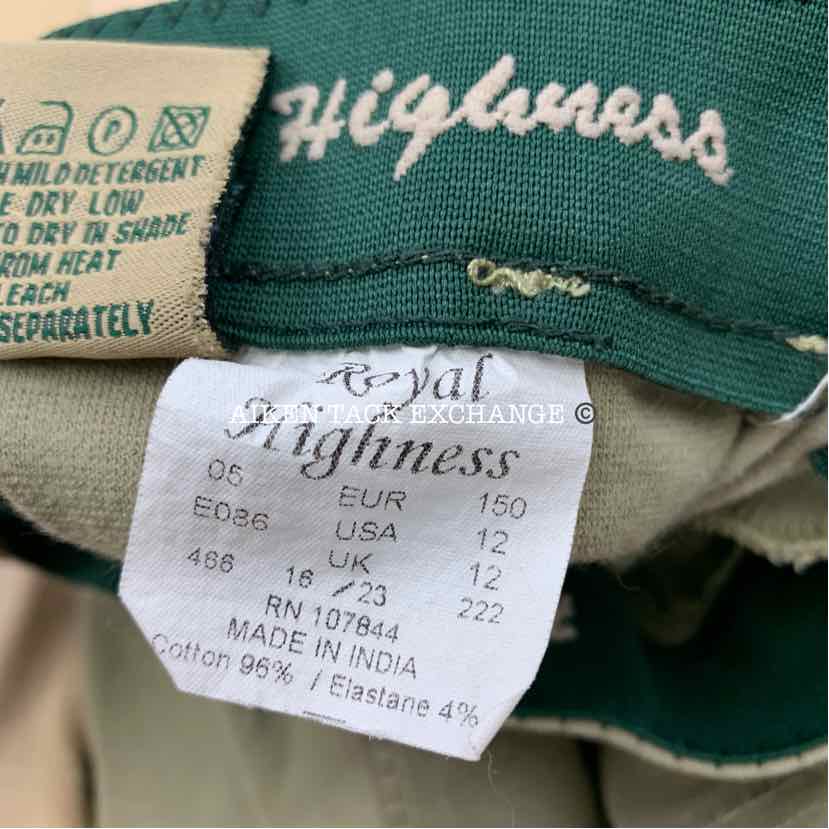 Highness
MILD DETERGENT
DRY LOW
DRY IN SHADE
FROM HEAT
SEPARATELY
Royal
AIKEN TACK EXCHANGE ©
Highness
05 EUR 150
E086 USA 12
466 UK 12
16 / 23 222
RN 107844
MADE IN INDIA
Cotton 96% / Elastane 4%